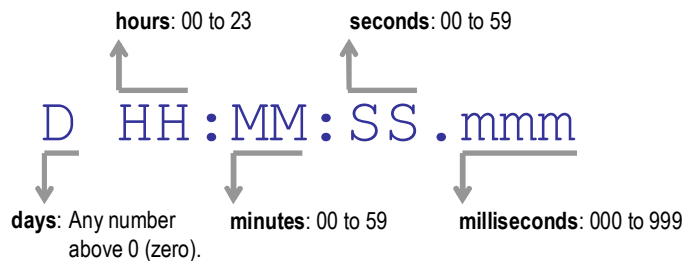 hours: 00 to 23
seconds: 00 to 59
D HH:MM:SS.mmm
days: Any number
above 0 (zero).
minutes: 00 to 59
milliseconds: 000 to 999